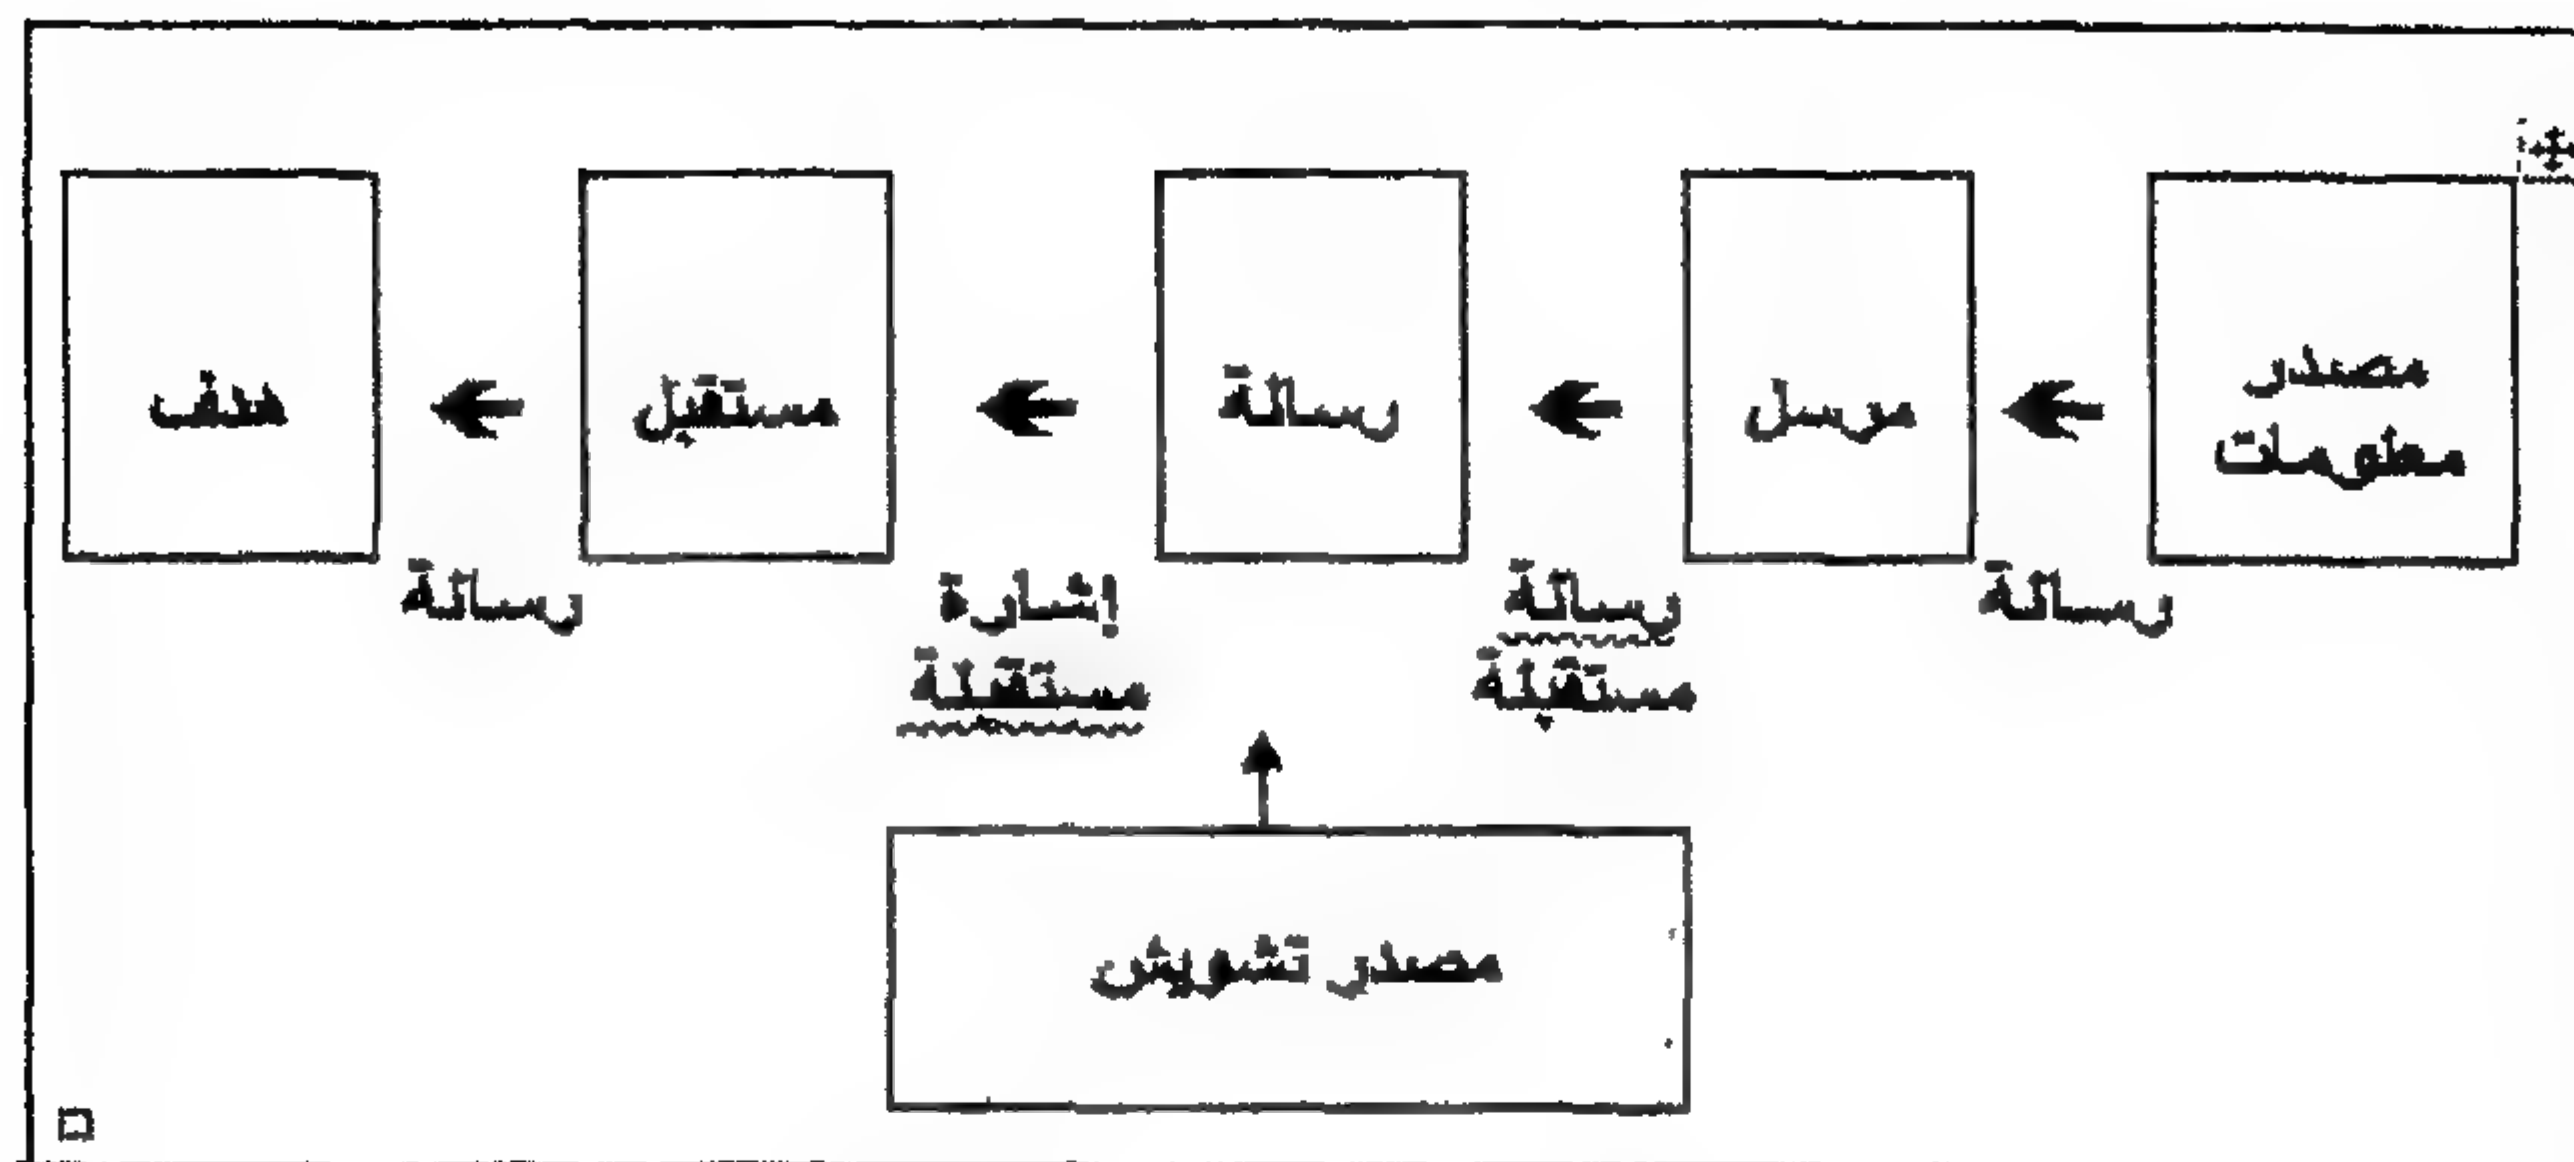 مصدر
معلومات
مرسل
رسالة
مستقبل
هدف
رسالة
رسالة
مستقبلة
إشارة
مستقبلة
رسالة
مصدر تشويش